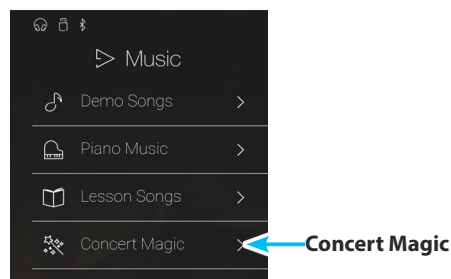 Music
Demo Songs
Piano Music
Lesson Songs
Concert Magic
Concert Magic